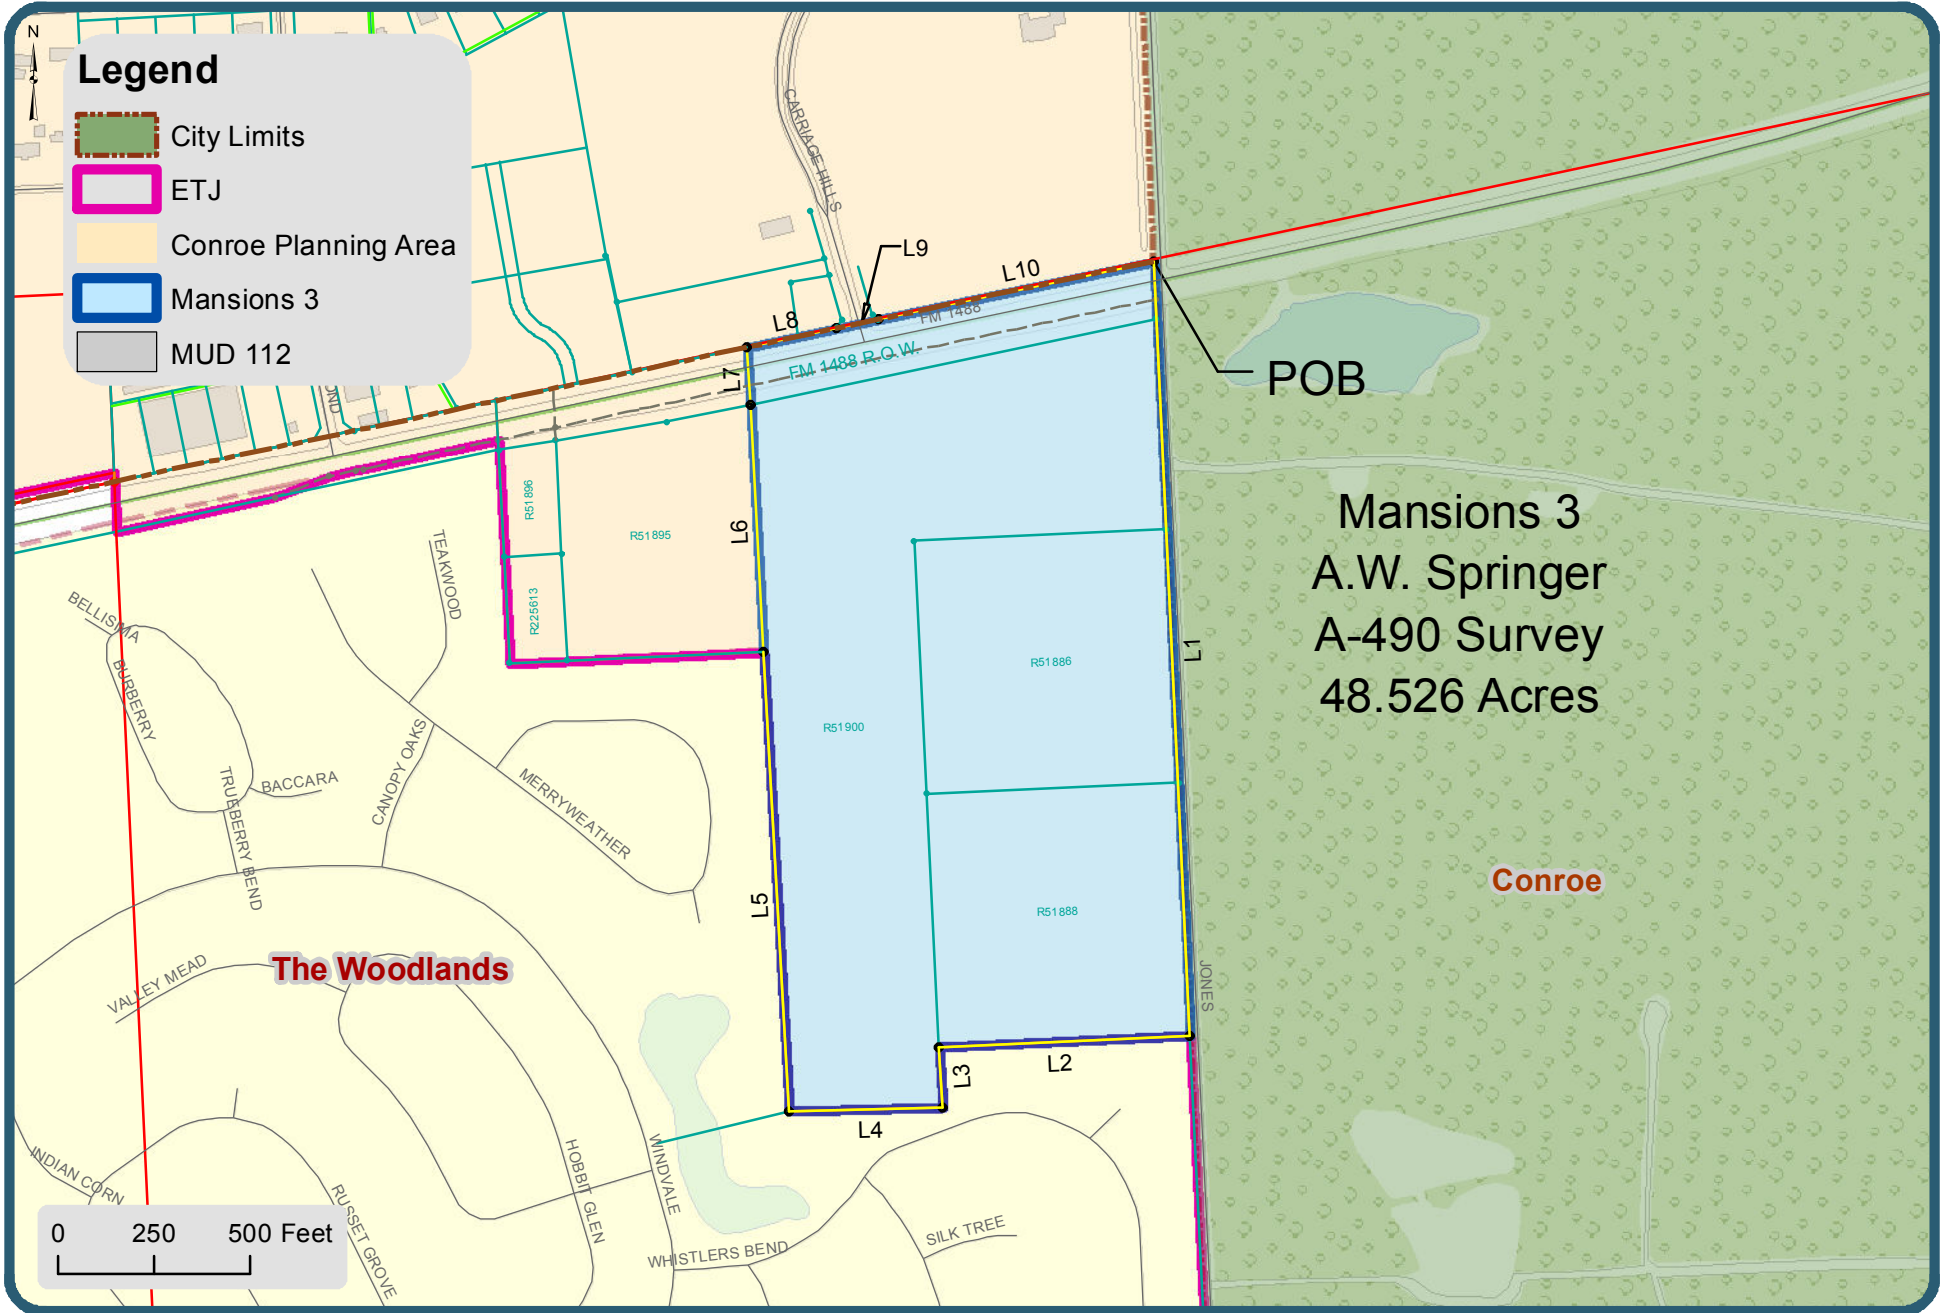 N
Legend
City Limits
ETJ
Conroe Planning Area
Mansions 3
MUD 112
CARRIAGE HILLS
L9
L10
L8
FM 1488
FM 1488 R.O.W.
L7
POB
OND
R51896
R51895
L6
R225613
TEAKWOOD
BELLISIMA
BURBERRY
Mansions 3
A.W. Springer
A-490 Survey
48.526 Acres
L1
R51886
R51900
CANOPY OAKS
MERRYWEATHER
BACCARA
TRUEBERRY BEND
L5
R51888
Conroe
The Woodlands
VALLEY MEAD
JONES
L2
L3
L4
INDIAN CORN
RUSSET GROVE
HOBBIT GLEN
WINDVALE
WHISTLERS BEND
SILK TREE
0 250 500 Feet